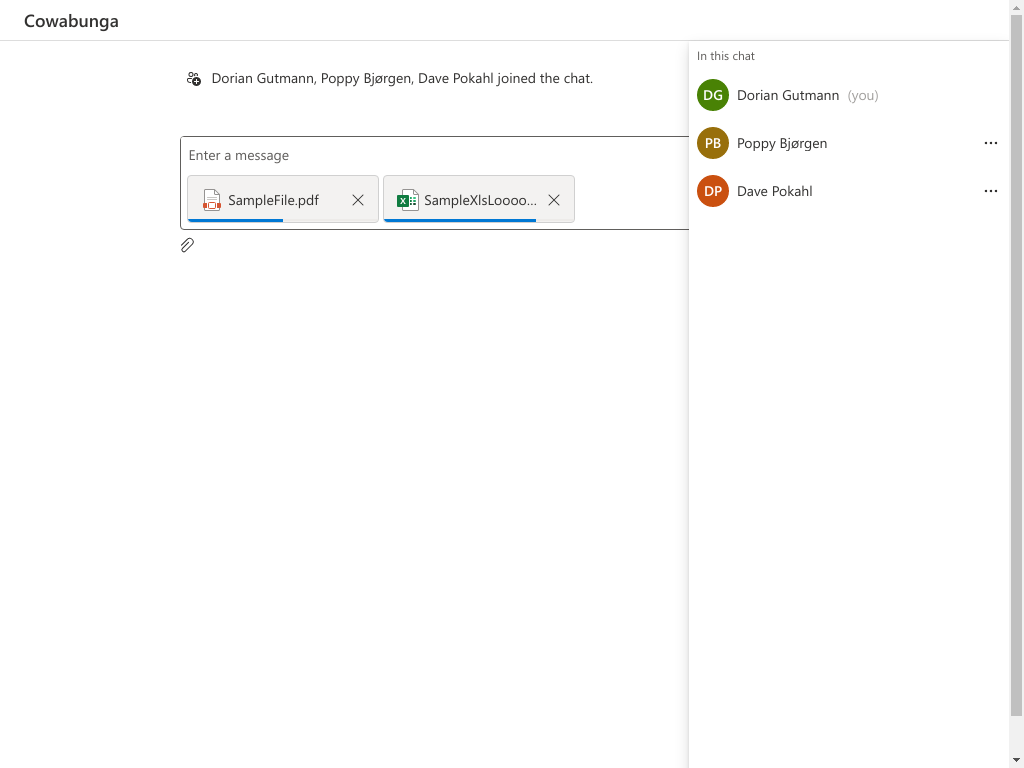 Cowabunga
Dorian Gutmann, Poppy Bjørgen, Dave Pokahl joined the chat.
Enter a message
SampleFile.pdf
SampleXlsLoooo...
In this chat
DG Dorian Gutmann (you)
PB Poppy Bjørgen
DP Dave Pokahl